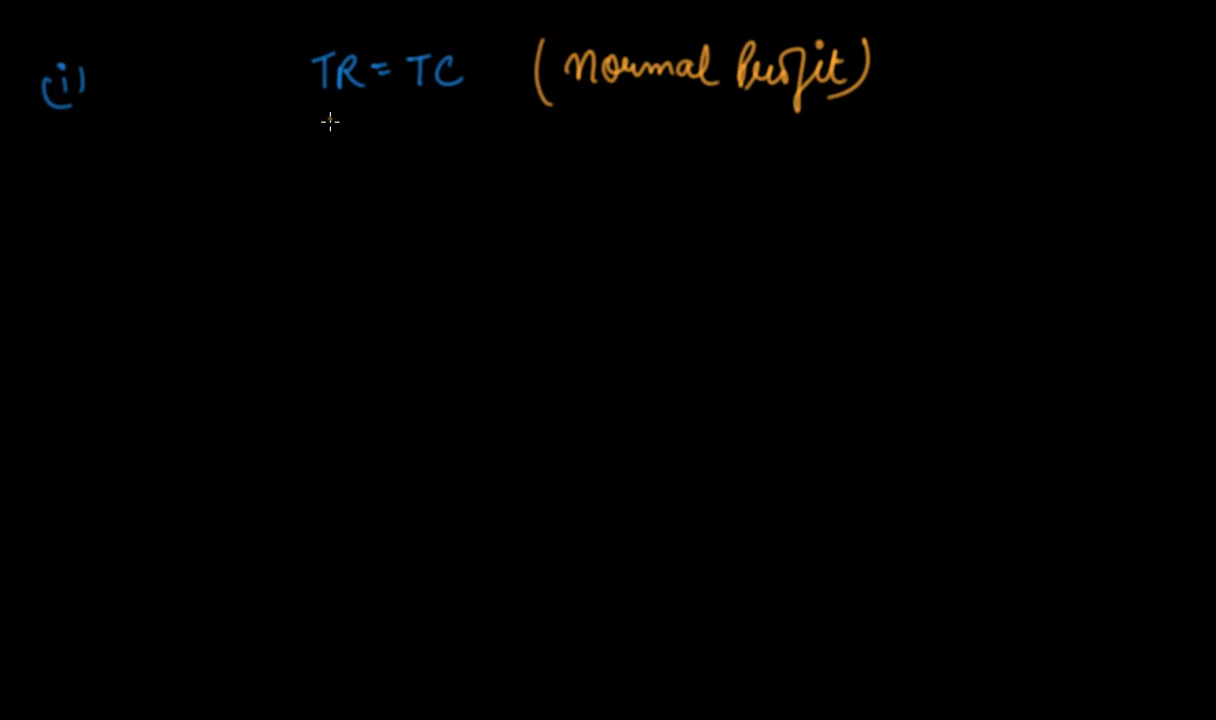 (i) TR = TC (Normal Profit)